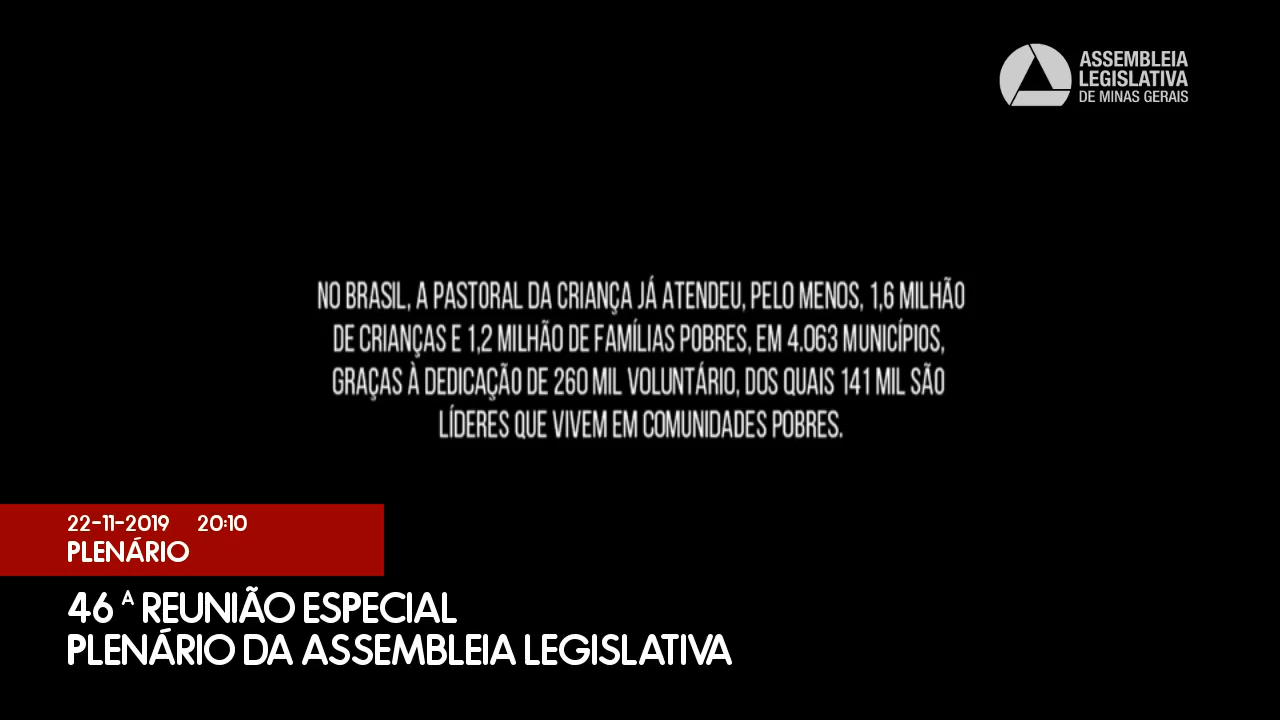 ASSEMBLEIA
LEGISLATIVA
DE MINAS GERAIS
NO BRASIL, A PASTORAL DA CRIANÇA JÁ ATENDEU, PELO MENOS, 1,6 MILHÃO
DE CRIANÇAS E 1,2 MILHÃO DE FAMÍLIAS POBRES, EM 4.063 MUNICÍPIOS,
GRAÇAS À DEDICAÇÃO DE 260 MIL VOLUNTÁRIO, DOS QUAIS 141 MIL SÃO
LÍDERES QUE VIVEM EM COMUNIDADES POBRES.
22-11-2019 20:10
PLENÁRIO
46 ª REUNIÃO ESPECIAL
PLENÁRIO DA ASSEMBLEIA LEGISLATIVA